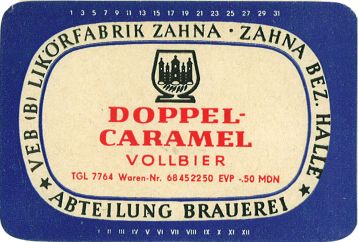 1 3 5 7 9 11 13 15 17 19 21 23 25 27 29 31
VEB (B) LIKÖRFABRIK ZAHNA · ZAHNA BEZ. HALLE
DOPPEL-
CARAMEL
VOLLBIER
TGL 7764 Waren-Nr. 68452250 EVP -.50 MDN
★ ABTEILUNG BRAUEREI ★
I II III IV V VI VII VIII IX X XI XII